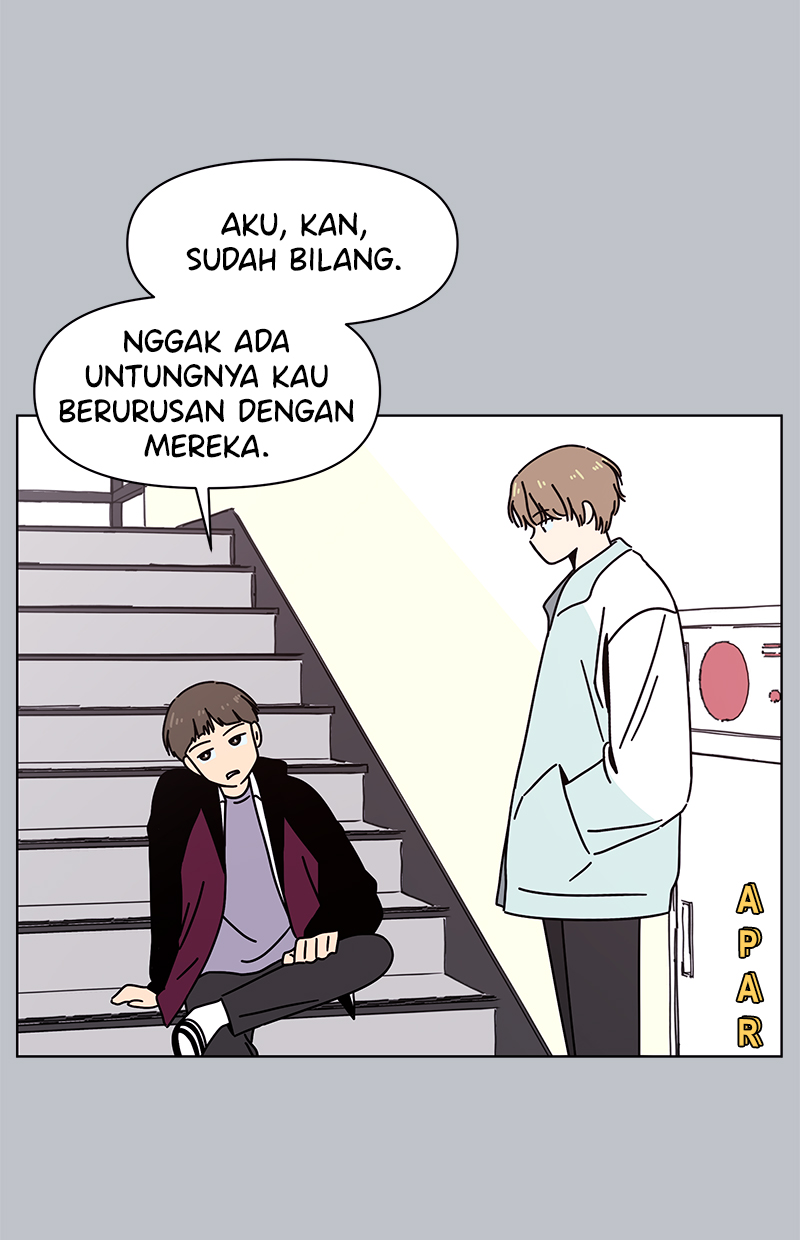 AKU, KAN,
SUDAH BILANG.
NGGAK ADA
UNTUNGNYA KAU
BERURUSAN DENGAN
MEREKA.
APAR